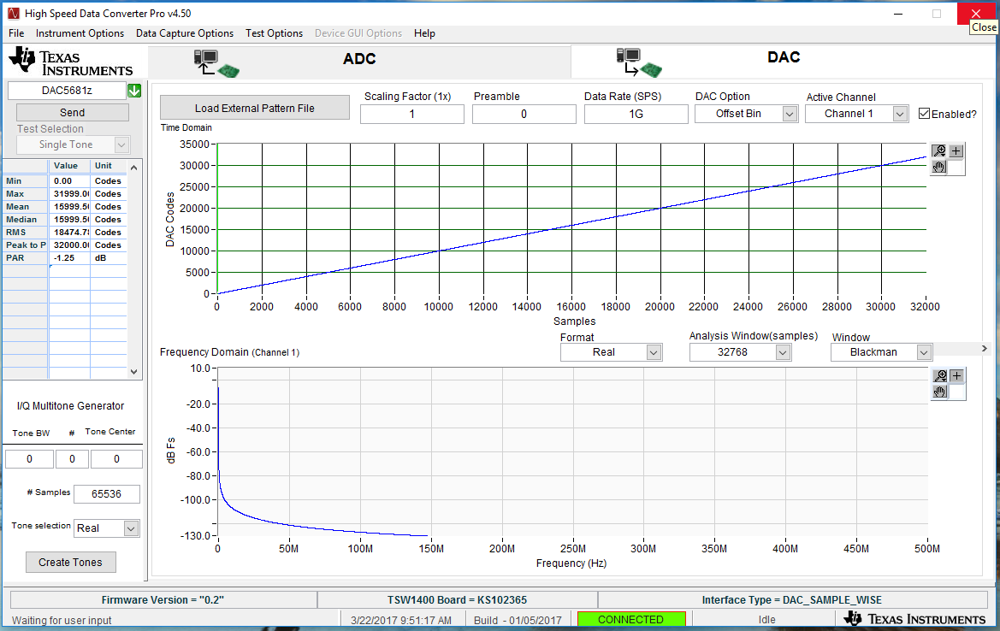 High Speed Data Converter Pro v4.50
Close
File Instrument Options Data Capture Options Test Options Device GUI Options Help
TEXAS INSTRUMENTS
ADC
DAC
DAC5681z
Send
Test Selection
Single Tone
Value Unit
Min 0.00 Codes
Max 31999.00 Codes
Mean 15999.50 Codes
Median 15999.50 Codes
RMS 18474.78 Codes
Peak to P 32000.00 Codes
PAR -1.25 dB
I/Q Multitone Generator
Tone BW # Tone Center
0 0 0
# Samples 65536
Tone selection Real
Create Tones
Load External Pattern File
Scaling Factor (1x) Preamble Data Rate (SPS) DAC Option Active Channel
1 0 1G Offset Bin Channel 1 Enabled?
Time Domain
DAC Codes
35000
30000
25000
20000
15000
10000
5000
0
0 2000 4000 6000 8000 10000 12000 14000 16000 18000 20000 22000 24000 26000 28000 30000 32000
Samples
Format Analysis Window(samples) Window
Real 32768 Blackman
Frequency Domain (Channel 1)
dB Fs
10.0
-20.0
-40.0
-60.0
-80.0
-100.0
-130.0
0 50M 100M 150M 200M 250M 300M 350M 400M 450M 500M
Frequency (Hz)
Firmware Version = "0.2" TSW1400 Board = KS102365 Interface Type = DAC_SAMPLE_WISE
Waiting for user input 3/22/2017 9:51:17 AM Build - 01/05/2017 CONNECTED Idle TEXAS INSTRUMENTS